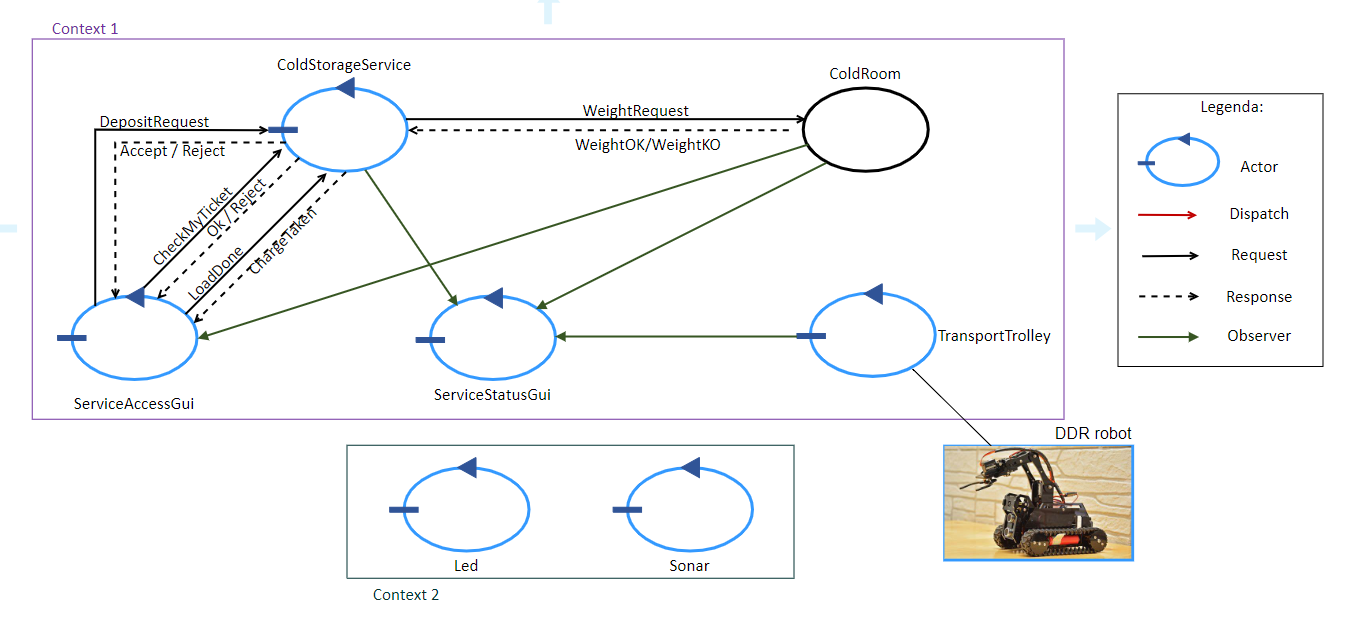 Context 1
ColdStorageService
ColdRoom
DepositRequest
Accept / Reject
WeightRequest
WeightOK/WeightKO
CheckMyTicket
Ok / Reject
LoadDone
ChargeTaken
ServiceAccessGui
ServiceStatusGui
TransportTrolley
DDR robot
Led
Sonar
Context 2
Legenda:
Actor
Dispatch
Request
Response
Observer